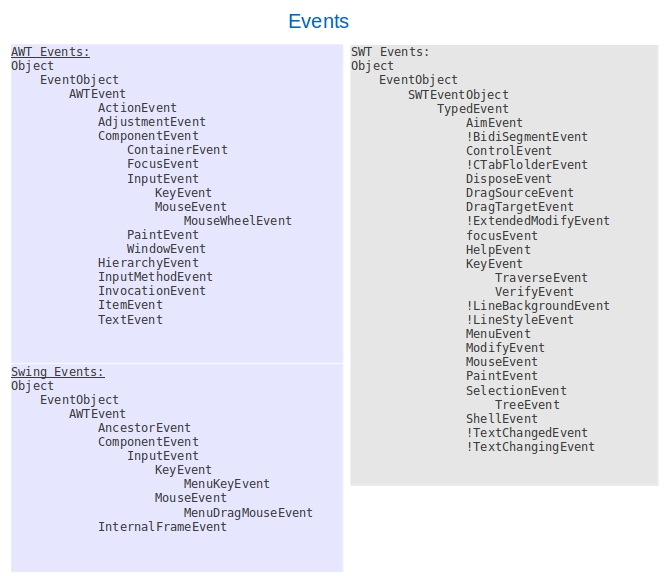 Events
AWT Events:
Object
EventObject
AWTEvent
ActionEvent
AdjustmentEvent
ComponentEvent
ContainerEvent
FocusEvent
InputEvent
KeyEvent
MouseEvent
MouseWheelEvent
PaintEvent
WindowEvent
HierarchyEvent
InputMethodEvent
InvocationEvent
ItemEvent
TextEvent
Swing Events:
Object
EventObject
AWTEvent
AncestorEvent
ComponentEvent
InputEvent
KeyEvent
MenuKeyEvent
MouseEvent
MenuDragMouseEvent
InternalFrameEvent
SWT Events:
Object
EventObject
SWTEventObject
TypedEvent
AimEvent
!BidiSegmentEvent
ControlEvent
!CTabFlolderEvent
DisposeEvent
DragSourceEvent
DragTargetEvent
!ExtendedModifyEvent
focusEvent
HelpEvent
KeyEvent
TraverseEvent
VerifyEvent
!LineBackgroundEvent
!LineStyleEvent
MenuEvent
ModifyEvent
MouseEvent
PaintEvent
SelectionEvent
TreeEvent
ShellEvent
!TextChangedEvent
!TextChangingEvent